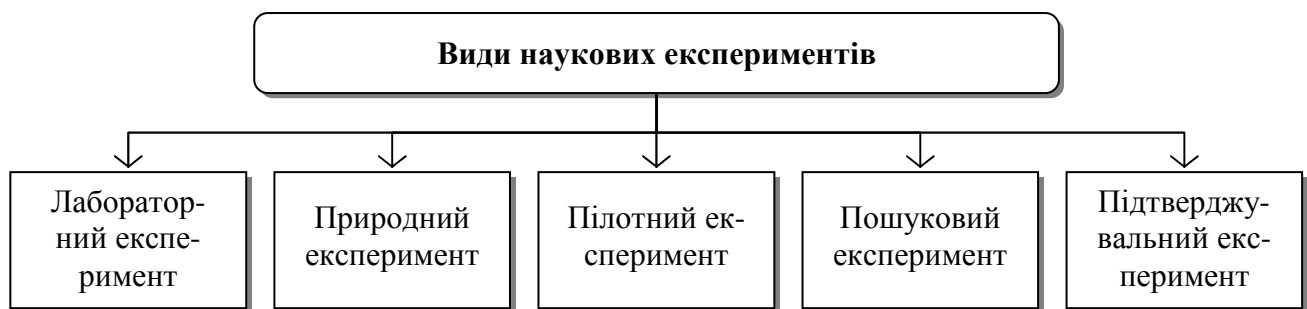 Види наукових експериментів
Лаборатор-
ний експе-
римент
Природний
експеримент
Пілотний ек-
сперимент
Пошуковий
експеримент
Підтверджу-
вальний екс-
перимент